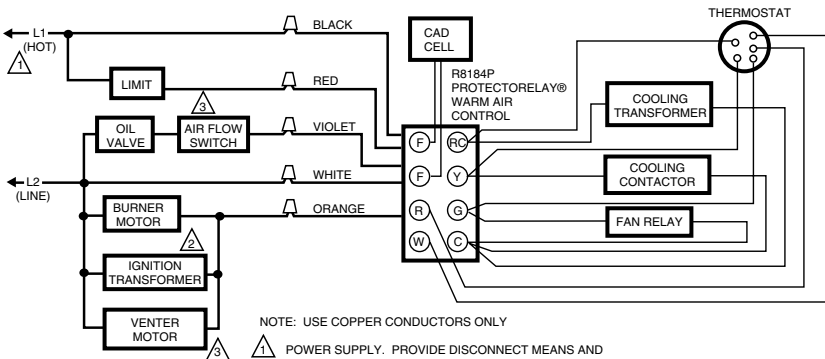 THERMOSTAT
L1
(HOT)
1
BLACK
CAD
CELL
LIMIT
RED
3
R8184P
PROTECTORELAY®
WARM AIR
CONTROL
COOLING
TRANSFORMER
OIL
VALVE
AIR FLOW
SWITCH
VIOLET
F
RC
L2
(LINE)
WHITE
F
Y
COOLING
CONTACTOR
BURNER
MOTOR
2
ORANGE
R
G
FAN RELAY
W
C
IGNITION
TRANSFORMER
VENTER
MOTOR
3
NOTE: USE COPPER CONDUCTORS ONLY
1 POWER SUPPLY. PROVIDE DISCONNECT MEANS AND